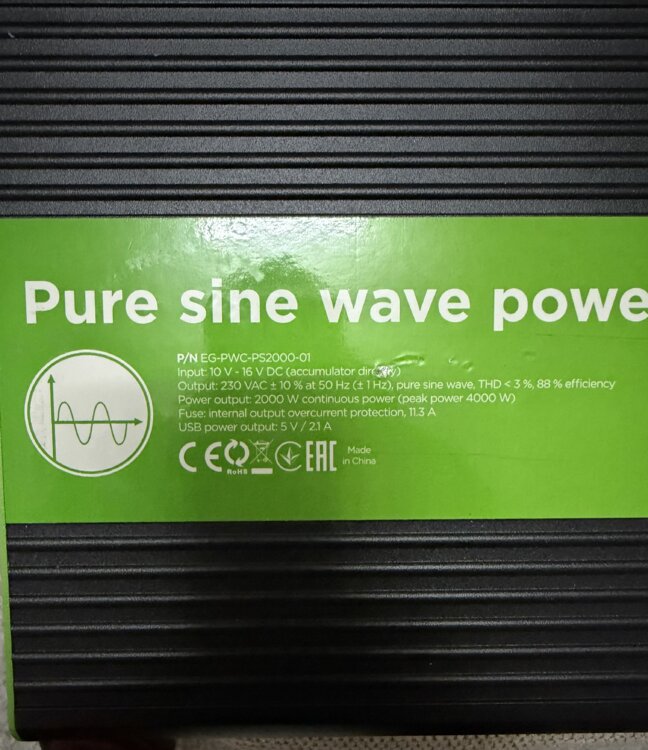 Pure sine wave powe
P/N EG-PWC-PS2000-01
Input: 10 V - 16 V DC (accumulator directly)
Output: 230 VAC ± 10 % at 50 Hz (± 1 Hz), pure sine wave, THD < 3 %, 88 % efficiency
Power output: 2000 W continuous power (peak power 4000 W)
Fuse: internal output overcurrent protection, 11.3 A
USB power output: 5 V / 2.1 A
CE RoHS EAC Made
in China